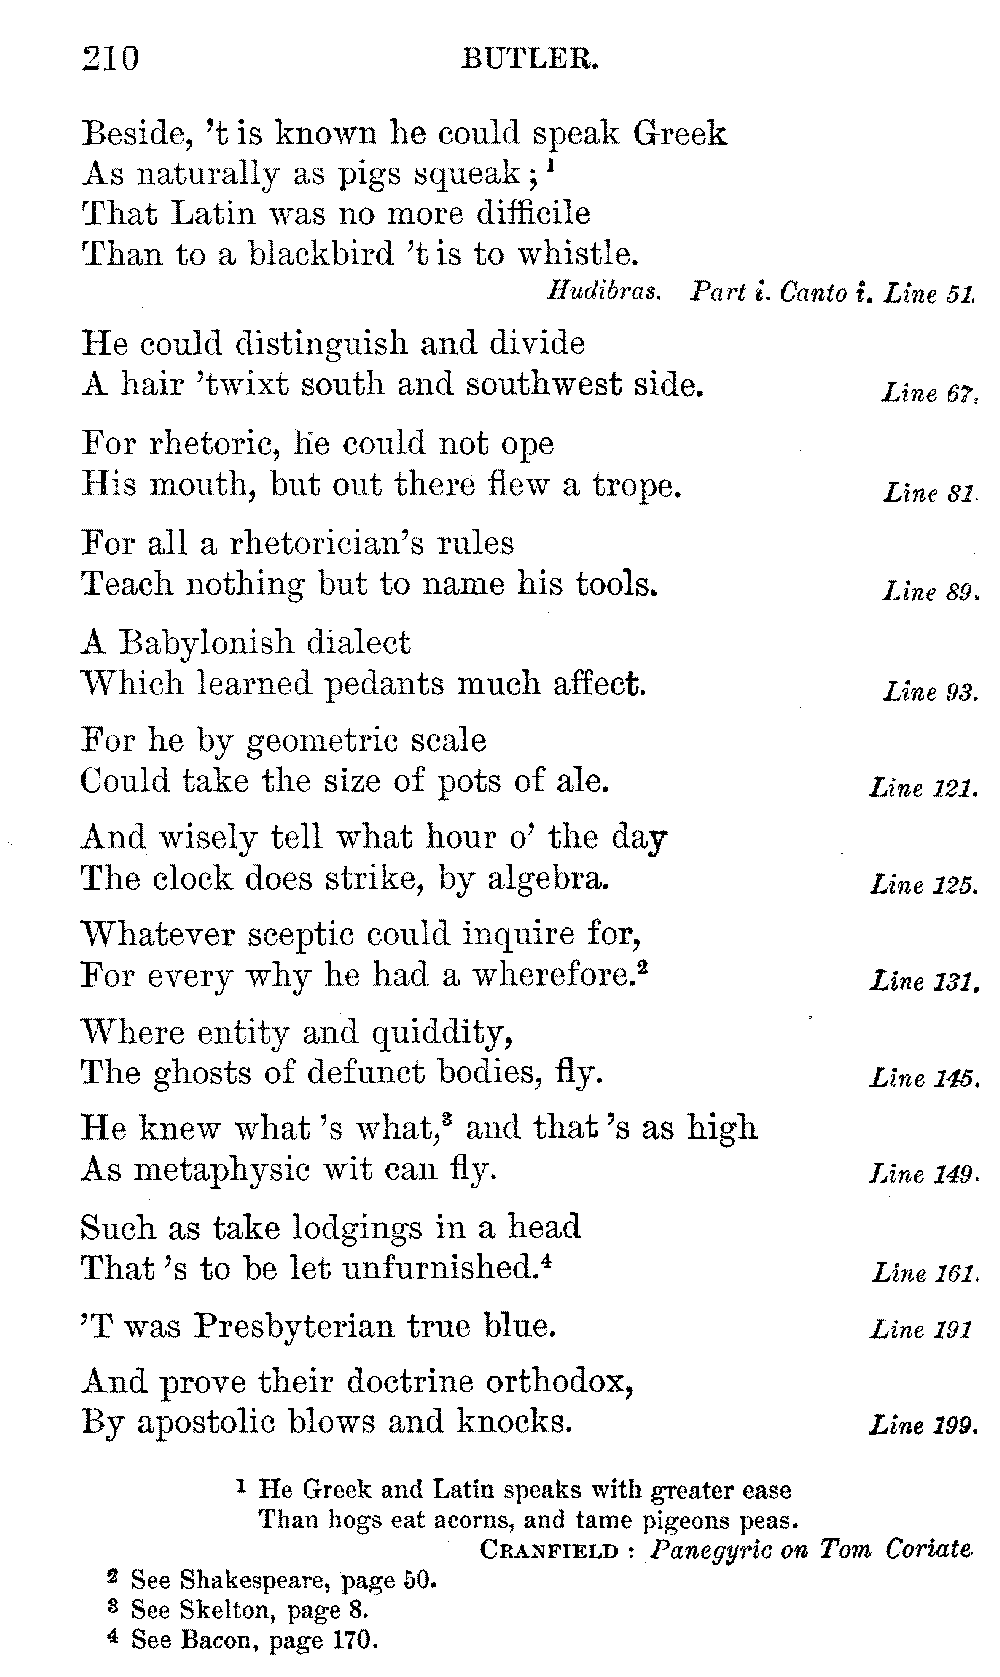 210 BUTLER.
Beside, 't is known he could speak Greek
As naturally as pigs squeak;¹
That Latin was no more difficile
Than to a blackbird 't is to whistle.
Hudibras. Part i. Canto i. Line 51.
He could distinguish and divide
A hair 'twixt south and southwest side. Line 67.
For rhetoric, he could not ope
His mouth, but out there flew a trope. Line 81.
For all a rhetorician's rules
Teach nothing but to name his tools. Line 89.
A Babylonish dialect
Which learned pedants much affect. Line 93.
For he by geometric scale
Could take the size of pots of ale. Line 121.
And wisely tell what hour o' the day
The clock does strike, by algebra. Line 125.
Whatever sceptic could inquire for,
For every why he had a wherefore.² Line 131.
Where entity and quiddity,
The ghosts of defunct bodies, fly. Line 145.
He knew what 's what,³ and that 's as high
As metaphysic wit can fly. Line 149.
Such as take lodgings in a head
That 's to be let unfurnished.⁴ Line 161.
'T was Presbyterian true blue. Line 191
And prove their doctrine orthodox,
By apostolic blows and knocks. Line 199.
¹ He Greek and Latin speaks with greater ease
Than hogs eat acorns, and tame pigeons peas.
CRANFIELD : Panegyric on Tom Coriate.
² See Shakespeare, page 50.
³ See Skelton, page 8.
⁴ See Bacon, page 170.